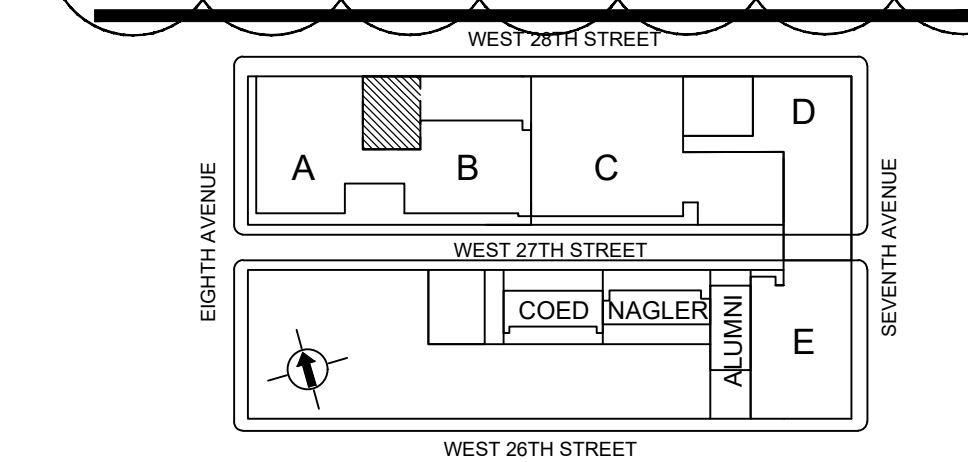 WEST 28TH STREET
D
A
B
C
EIGHTH AVENUE
SEVENTH AVENUE
WEST 27TH STREET
COED
NAGLER
ALUMNI
E
WEST 26TH STREET